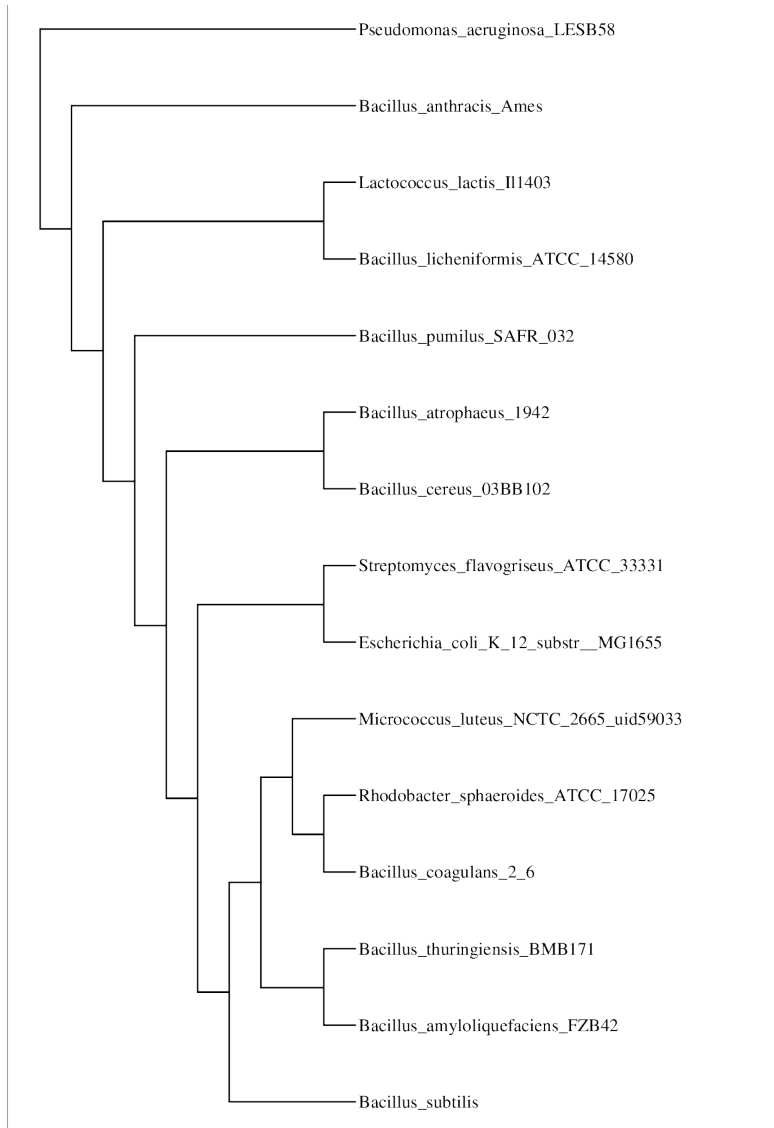 Pseudomonas_aeruginosa_LESB58
Bacillus_anthracis_Ames
Lactococcus_lactis_Il1403
Bacillus_licheniformis_ATCC_14580
Bacillus_pumilus_SAFR_032
Bacillus_atrophaeus_1942
Bacillus_cereus_03BB102
Streptomyces_flavogriseus_ATCC_33331
Escherichia_coli_K_12_substr__MG1655
Micrococcus_luteus_NCTC_2665_uid59033
Rhodobacter_sphaeroides_ATCC_17025
Bacillus_coagulans_2_6
Bacillus_thuringiensis_BMB171
Bacillus_amyloliquefaciens_FZB42
Bacillus_subtilis